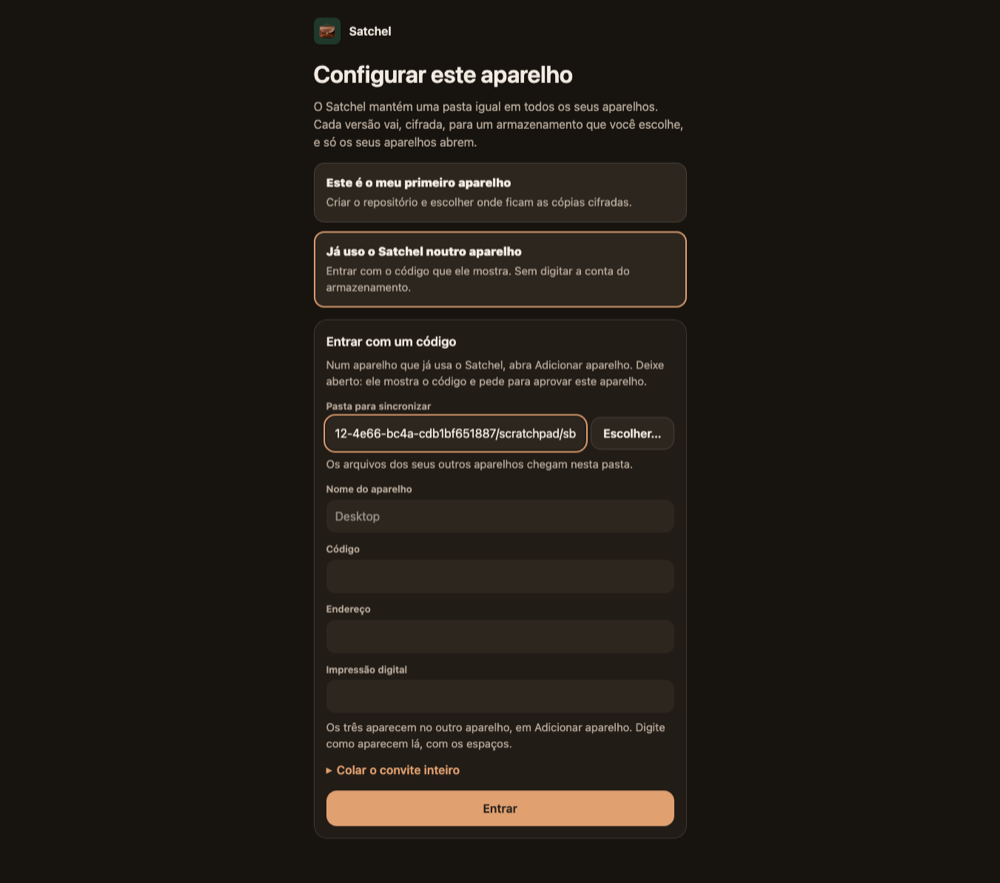 Satchel
Configurar este aparelho
O Satchel mantém uma pasta igual em todos os seus aparelhos.
Cada versão vai, cifrada, para um armazenamento que você escolhe,
e só os seus aparelhos abrem.
Este é o meu primeiro aparelho
Criar o repositório e escolher onde ficam as cópias cifradas.
Já uso o Satchel noutro aparelho
Entrar com o código que ele mostra. Sem digitar a conta do
armazenamento.
Entrar com um código
Num aparelho que já usa o Satchel, abra Adicionar aparelho. Deixe
aberto: ele mostra o código e pede para aprovar este aparelho.
Pasta para sincronizar
12-4e66-bc4a-cdb1bf651887/scratchpad/sb
Escolher...
Os arquivos dos seus outros aparelhos chegam nesta pasta.
Nome do aparelho
Desktop
Código
Endereço
Impressão digital
Os três aparecem no outro aparelho, em Adicionar aparelho. Digite
como aparecem lá, com os espaços.
▸ Colar o convite inteiro
Entrar